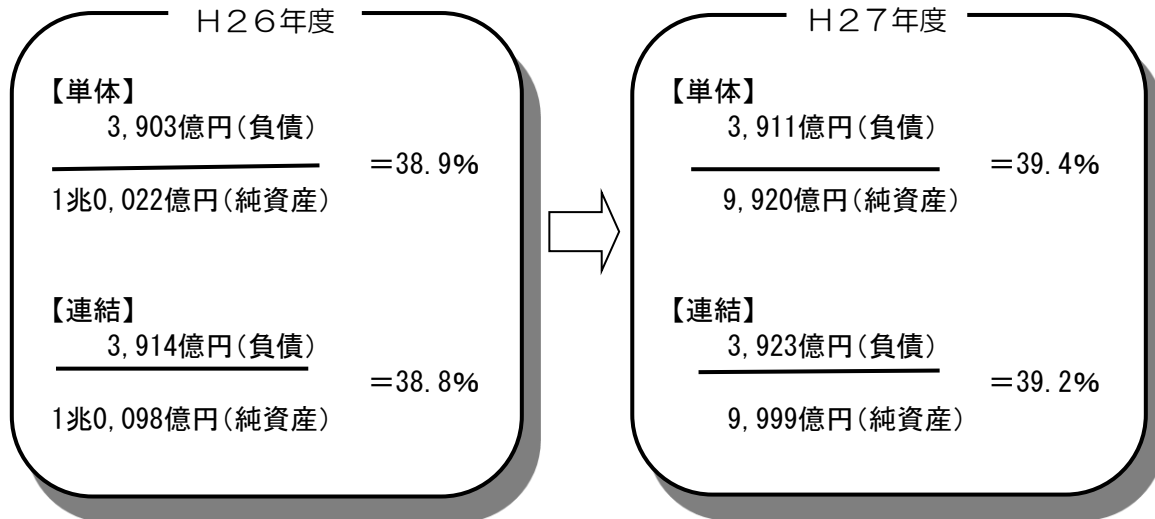 H26年度
【単体】
3,903億円(負債)
=38.9%
1兆0,022億円(純資産)
【連結】
3,914億円(負債)
=38.8%
1兆0,098億円(純資産)
H27年度
【単体】
3,911億円(負債)
=39.4%
9,920億円(純資産)
【連結】
3,923億円(負債)
=39.2%
9,999億円(純資産)